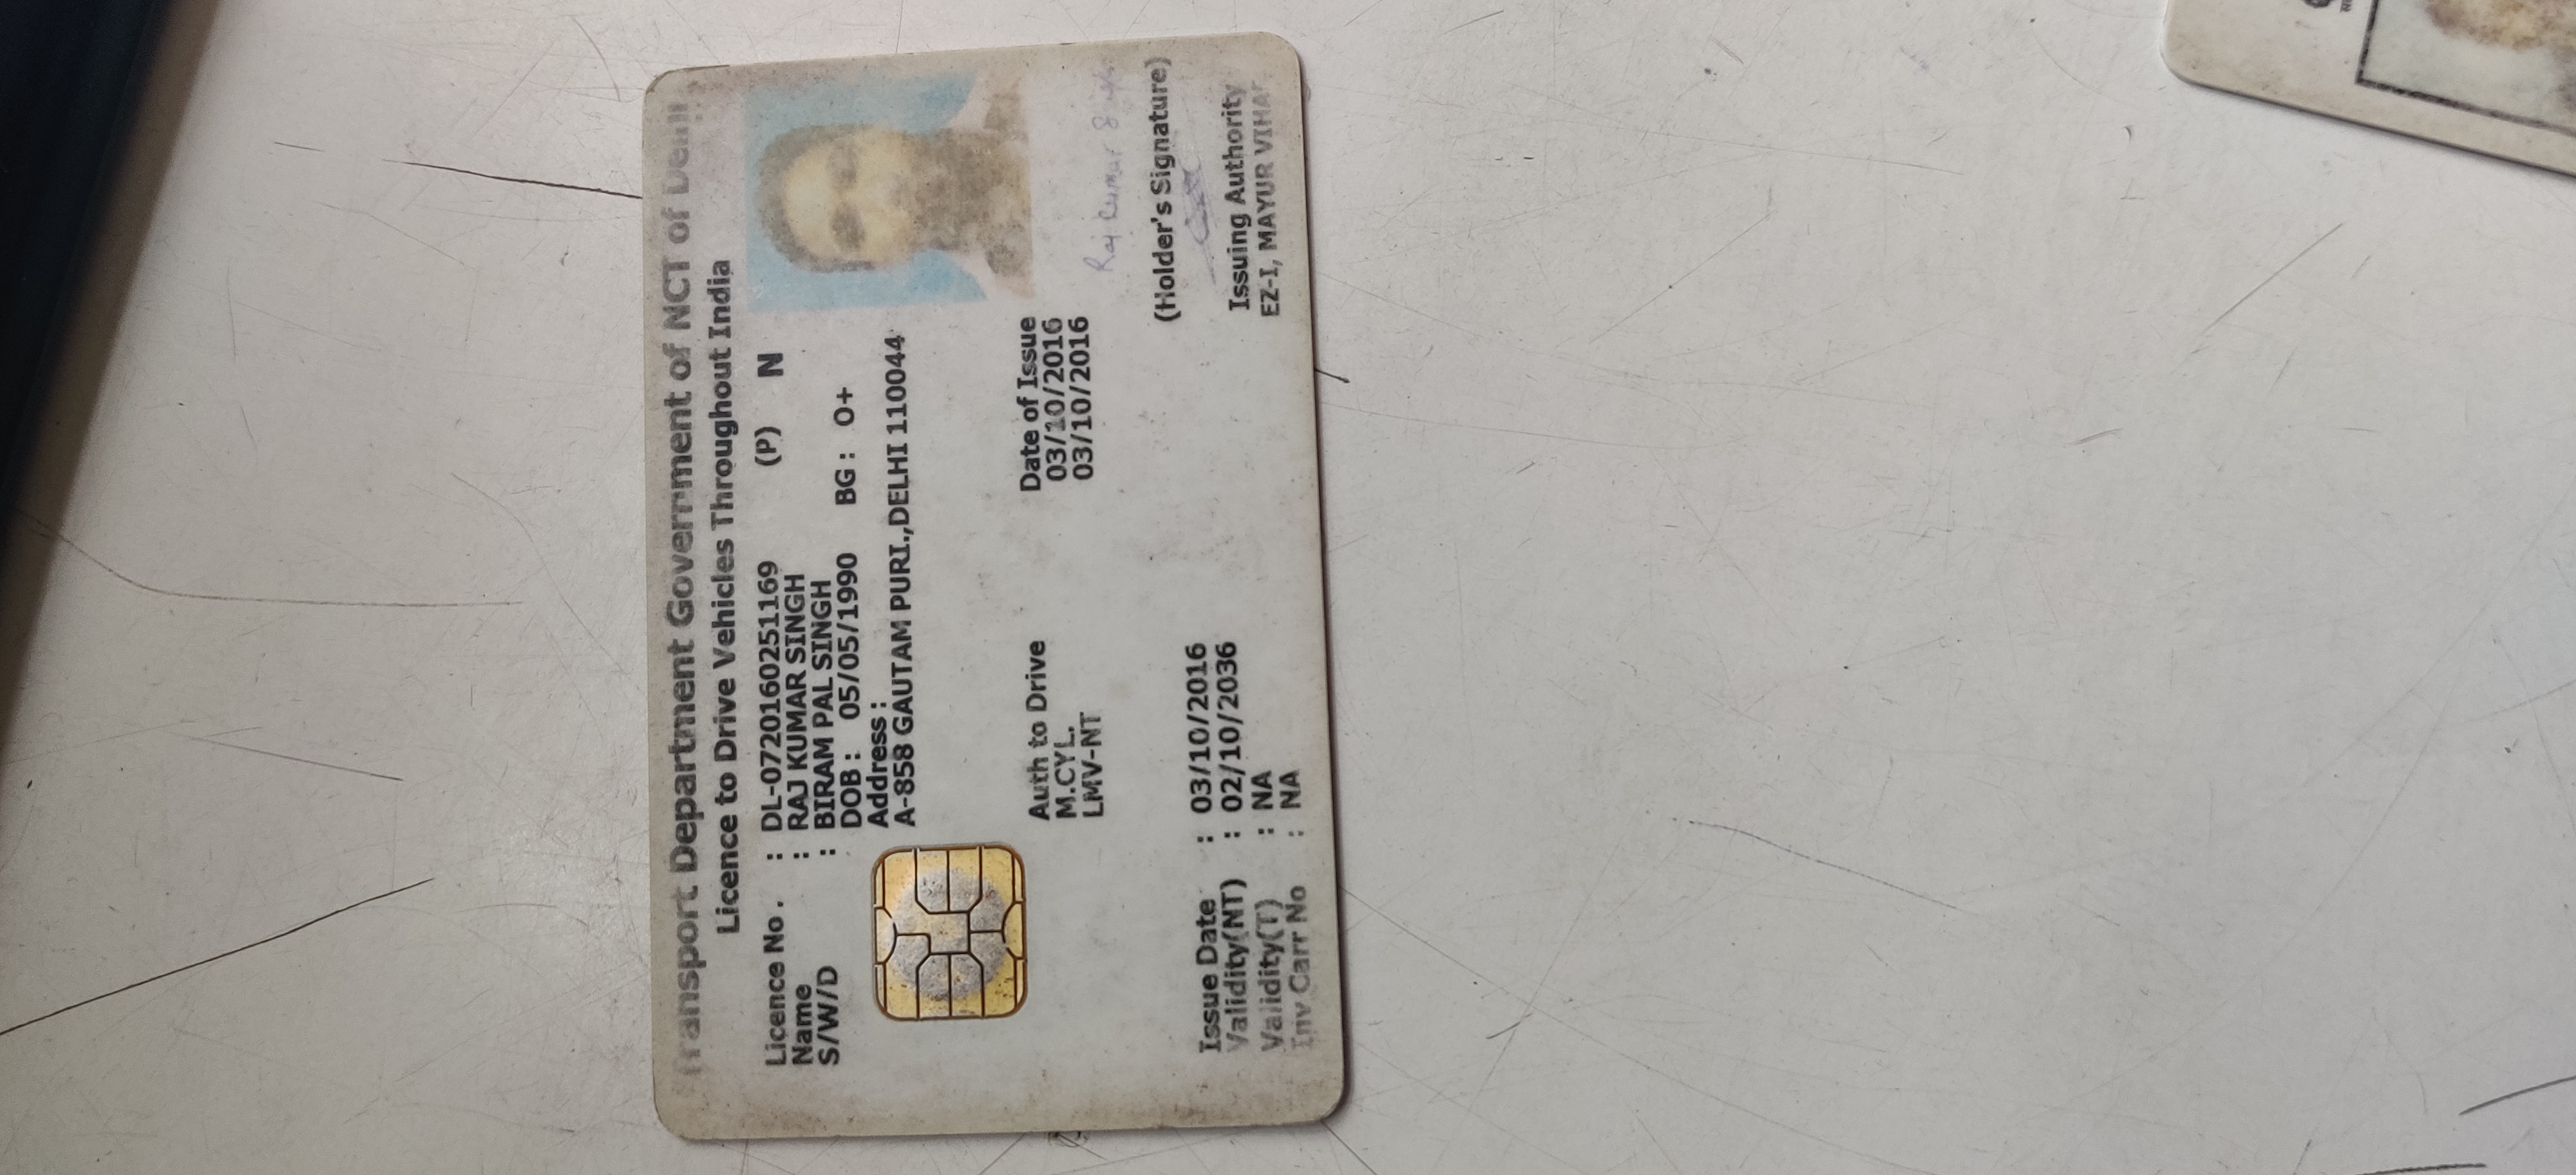 Transport Department Government of NCT of Delhi
Licence to Drive Vehicles Throughout India
Licence No. : DL-0720160251169 (P) N
Name : RAJ KUMAR SINGH
S/W/D : BIRAM PAL SINGH
DOB : 05/05/1990 BG : O+
Address :
A-858 GAUTAM PURI.,DELHI 110044
Auth to Drive Date of Issue
M.CYL. 03/10/2016
LMV-NT 03/10/2016
Raj Kumar
(Holder's Signature)
Issue Date : 03/10/2016
Validity(NT) : 02/10/2036 Issuing Authority
Validity(T) : NA EZ-I, MAYUR VIHAR
Inv Carr No : NA